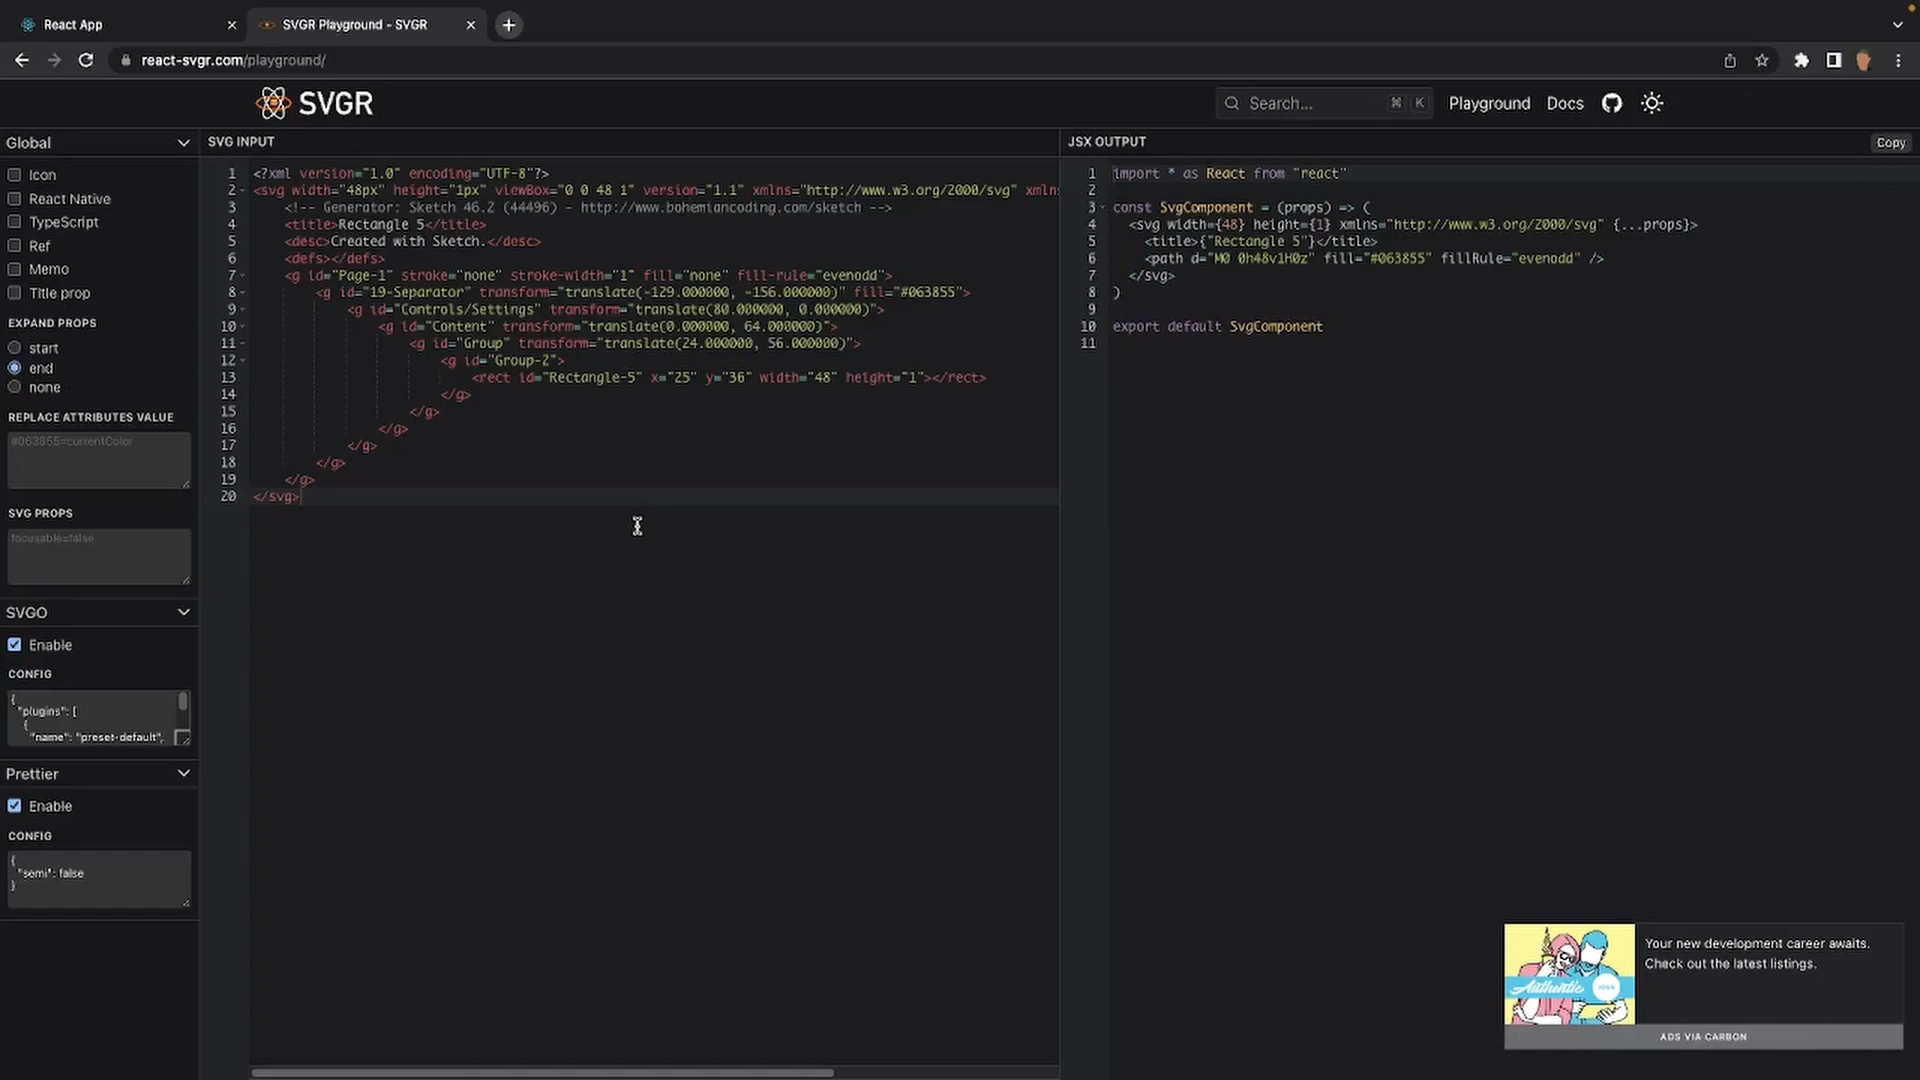 React App
SVGR Playground - SVGR
react-svgr.com/playground/
SVGR
Search...
⌘ K
Playground
Docs
Global
Icon
React Native
TypeScript
Ref
Memo
Title prop
EXPAND PROPS
start
end
none
REPLACE ATTRIBUTES VALUE
#063855=currentColor
SVG PROPS
focusable=false
SVGO
Enable
CONFIG
{
"plugins": [
{
"name": "preset-default",
Prettier
Enable
CONFIG
{
"semi": false
}
SVG INPUT
1 <?xml version="1.0" encoding="UTF-8"?>
2 <svg width="48px" height="1px" viewBox="0 0 48 1" version="1.1" xmlns="http://www.w3.org/2000/svg" xmlns
3 <!-- Generator: Sketch 46.2 (44496) - http://www.bohemiancoding.com/sketch -->
4 <title>Rectangle 5</title>
5 <desc>Created with Sketch.</desc>
6 <defs></defs>
7 <g id="Page-1" stroke="none" stroke-width="1" fill="none" fill-rule="evenodd">
8 <g id="19-Separator" transform="translate(-129.000000, -156.000000)" fill="#063855">
9 <g id="Controls/Settings" transform="translate(80.000000, 0.000000)">
10 <g id="Content" transform="translate(0.000000, 64.000000)">
11 <g id="Group" transform="translate(24.000000, 56.000000)">
12 <g id="Group-2">
13 <rect id="Rectangle-5" x="25" y="36" width="48" height="1"></rect>
14 </g>
15 </g>
16 </g>
17 </g>
18 </g>
19 </g>
20 </svg>
JSX OUTPUT
Copy
1 import * as React from "react"
2
3 const SvgComponent = (props) => (
4 <svg width={48} height={1} xmlns="http://www.w3.org/2000/svg" {...props}>
5 <title>{"Rectangle 5"}</title>
6 <path d="M0 0h48v1H0z" fill="#063855" fillRule="evenodd" />
7 </svg>
8 )
9
10 export default SvgComponent
11
Authentic
JOBS
Your new development career awaits.
Check out the latest listings.
ADS VIA CARBON